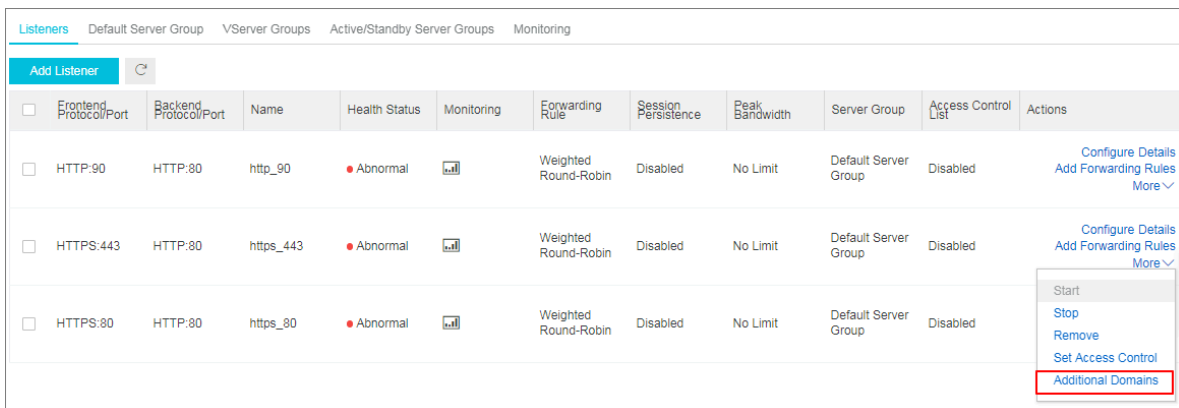 Listeners Default Server Group VServer Groups Active/Standby Server Groups Monitoring
Add Listener
Frontend Protocol/Port Backend Protocol/Port Name Health Status Monitoring Forwarding Rule Session Persistence Peak Bandwidth Server Group Access Control List Actions
Configure Details
HTTP:90 HTTP:80 http_90 Abnormal Weighted Round-Robin Disabled No Limit Default Server Group Disabled Add Forwarding Rules
More
Configure Details
HTTPS:443 HTTP:80 https_443 Abnormal Weighted Round-Robin Disabled No Limit Default Server Group Disabled Add Forwarding Rules
More
HTTPS:80 HTTP:80 https_80 Abnormal Weighted Round-Robin Disabled No Limit Default Server Group Disabled
Start
Stop
Remove
Set Access Control
Additional Domains